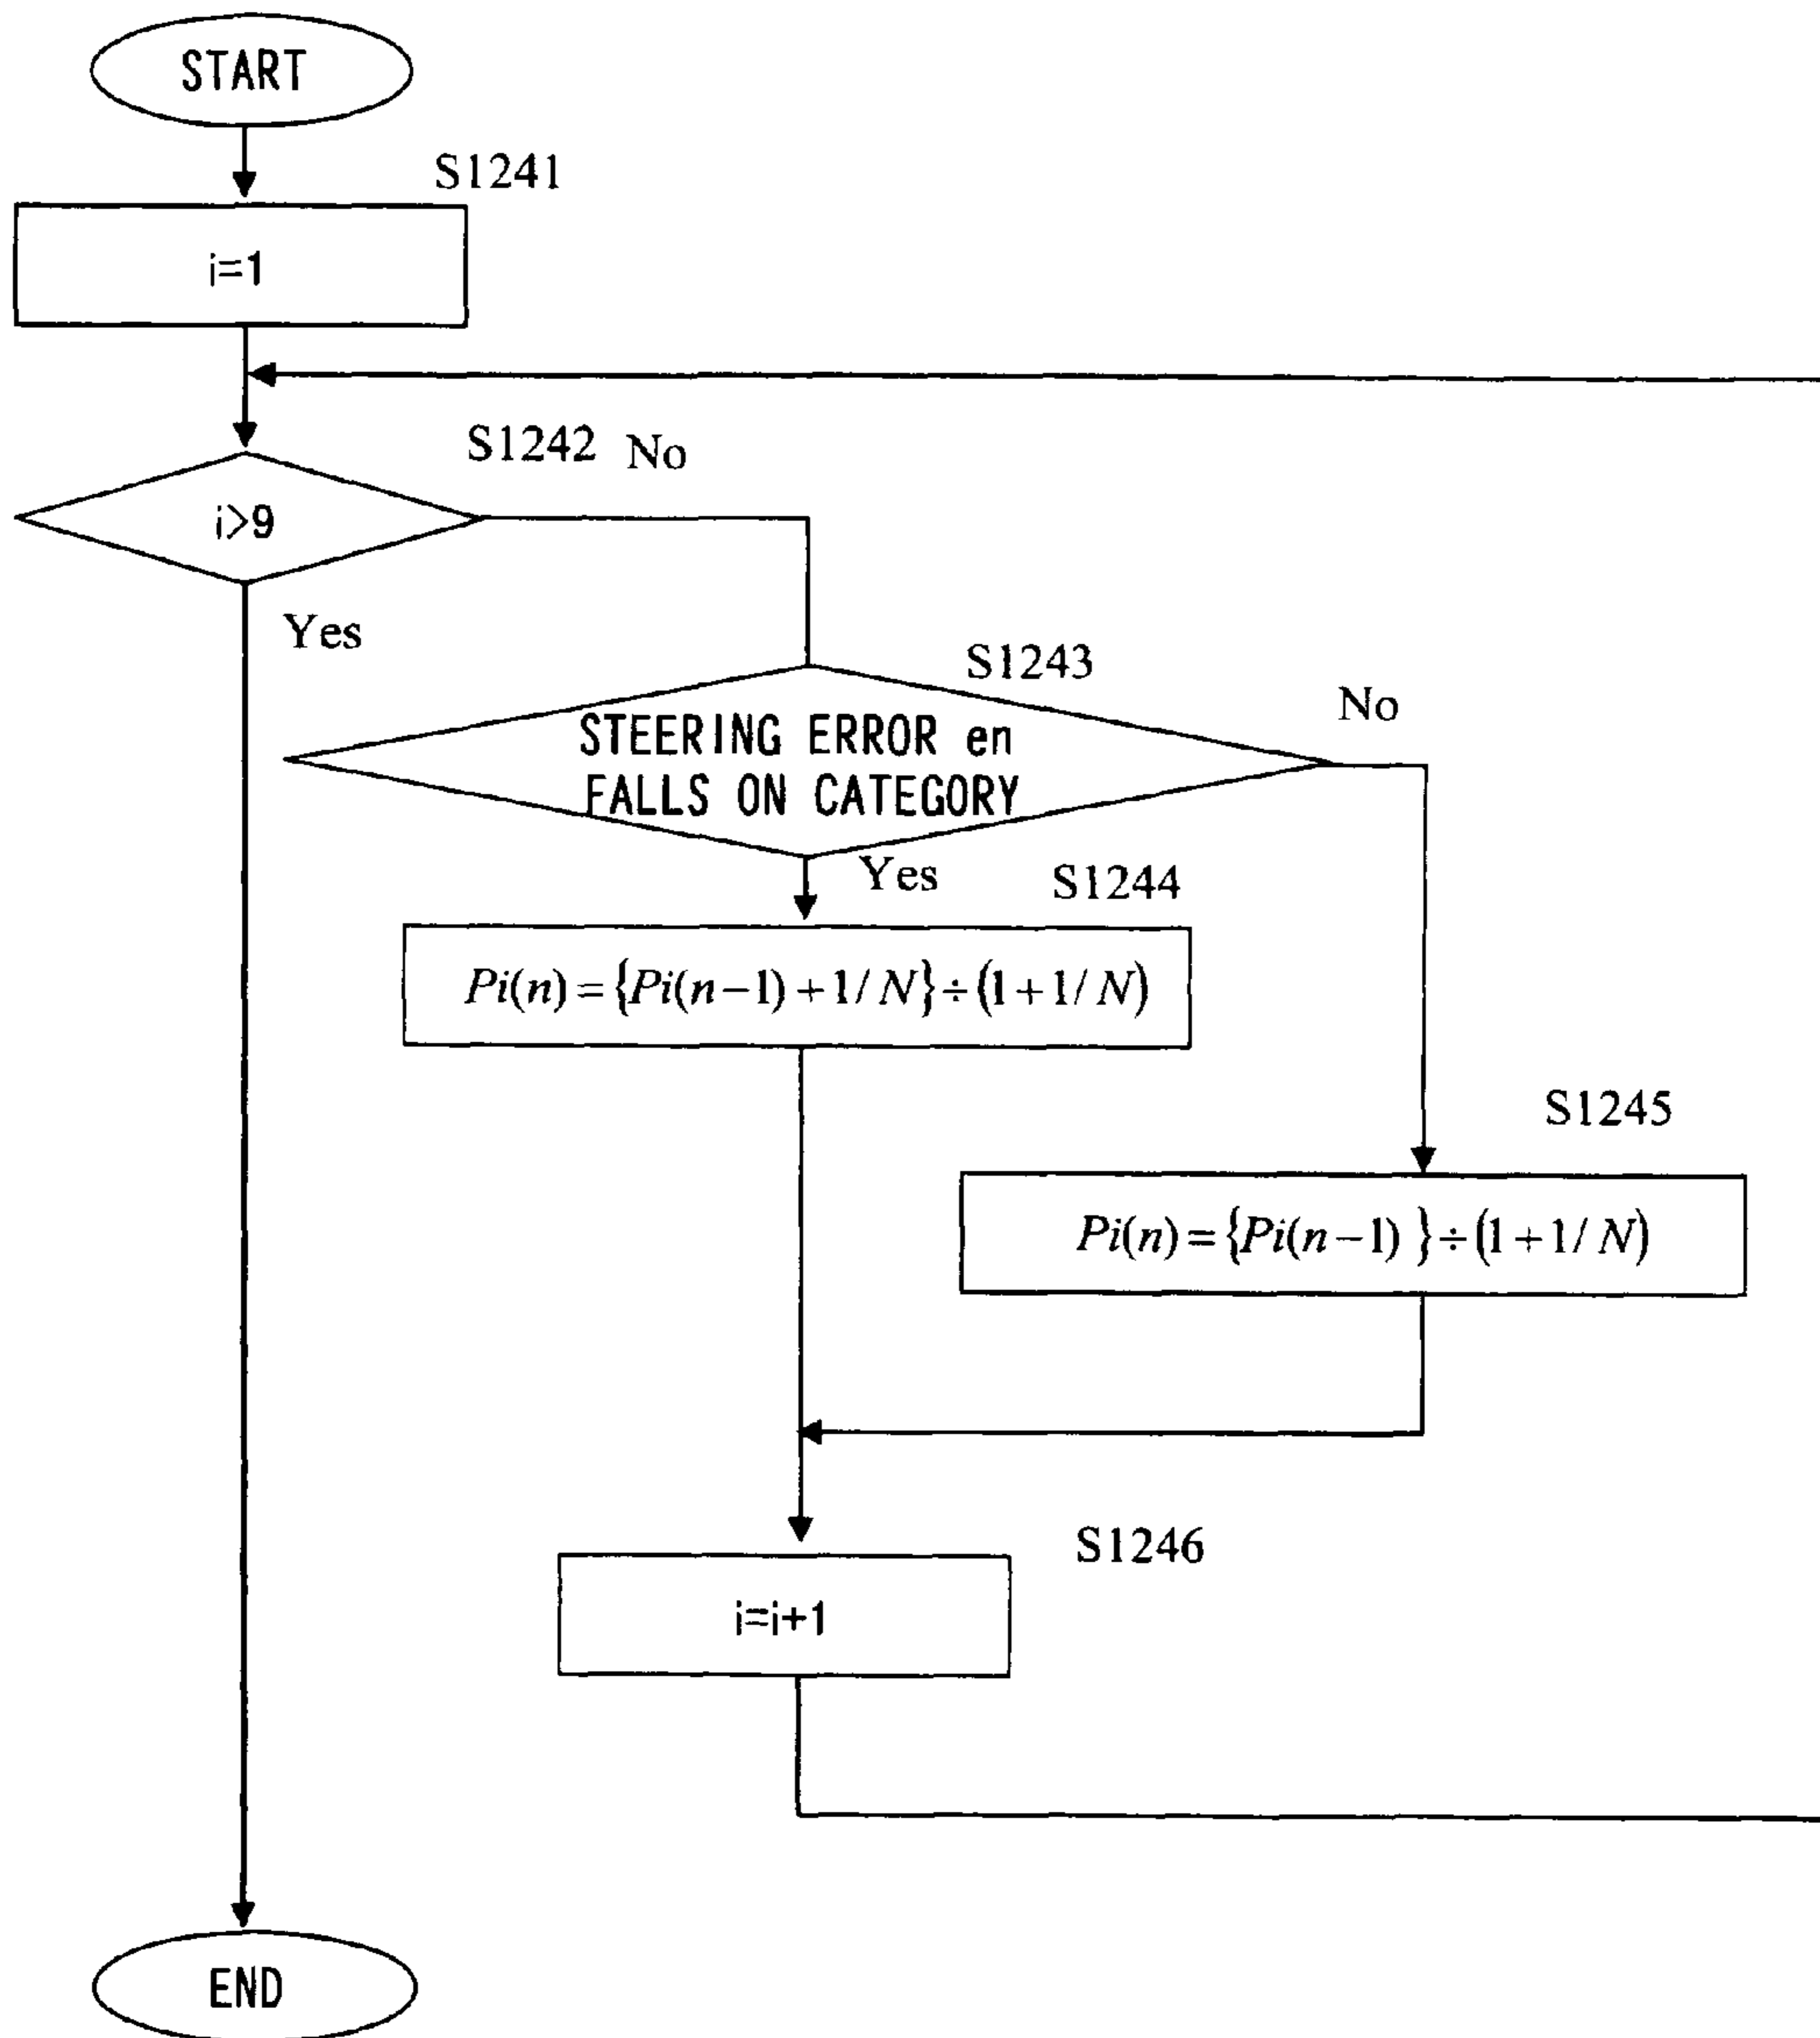 START
S1241
i=1
S1242
No
i>9
Yes
S1243
No
STEERING ERROR en
FALLS ON CATEGORY
Yes
S1244
Pi(n)={Pi(n−1)+1/N}÷(1+1/N)
S1245
Pi(n)={Pi(n−1) }÷(1+1/N)
S1246
i=i+1
END